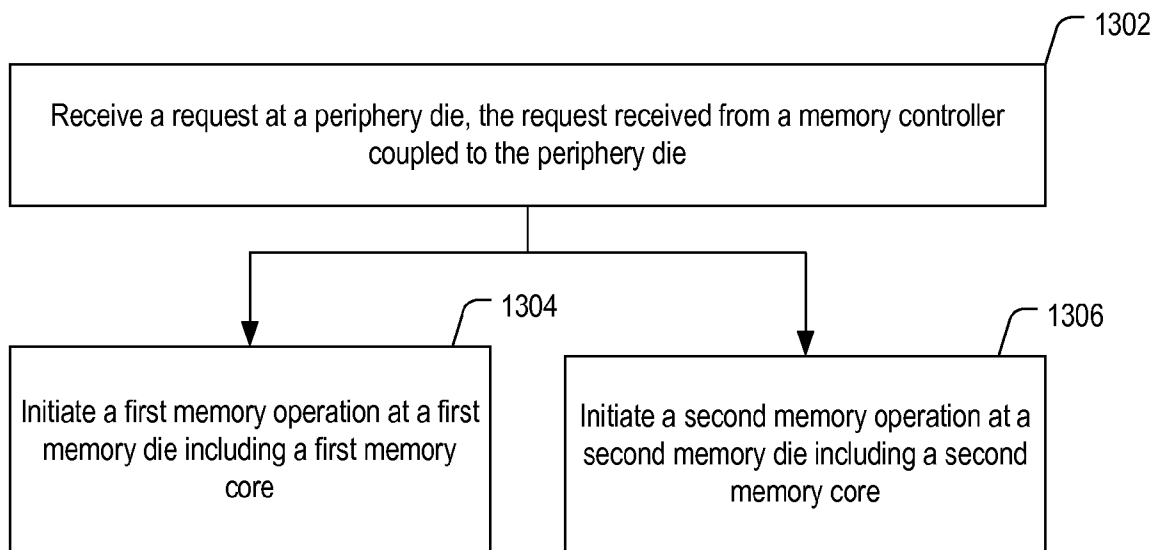 1302
Receive a request at a periphery die, the request received from a memory controller
coupled to the periphery die
1304
Initiate a first memory operation at a first
memory die including a first memory
core
1306
Initiate a second memory operation at a
second memory die including a second
memory core